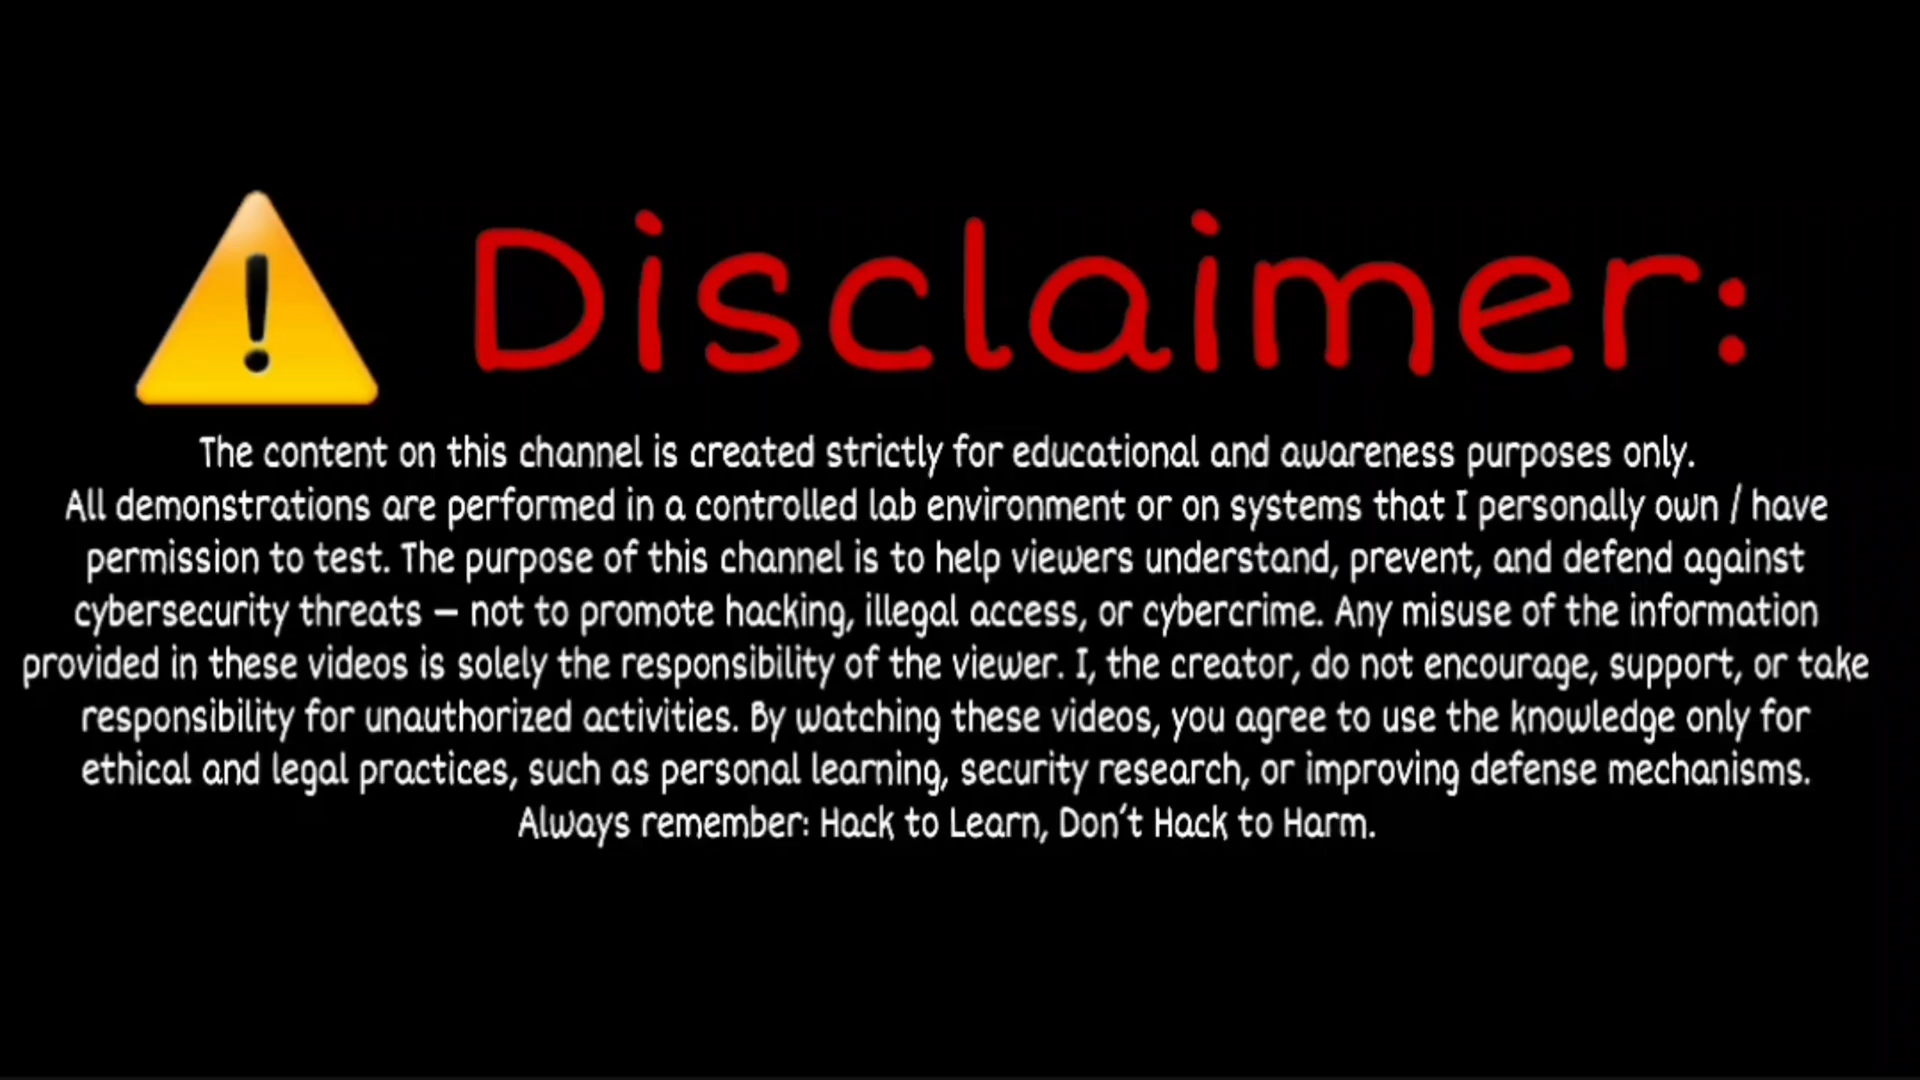 Disclaimer:
The content on this channel is created strictly for educational and awareness purposes only.
All demonstrations are performed in a controlled lab environment or on systems that I personally own / have
permission to test. The purpose of this channel is to help viewers understand, prevent, and defend against
cybersecurity threats — not to promote hacking, illegal access, or cybercrime. Any misuse of the information
provided in these videos is solely the responsibility of the viewer. I, the creator, do not encourage, support, or take
responsibility for unauthorized activities. By watching these videos, you agree to use the knowledge only for
ethical and legal practices, such as personal learning, security research, or improving defense mechanisms.
Always remember: Hack to Learn, Don’t Hack to Harm.